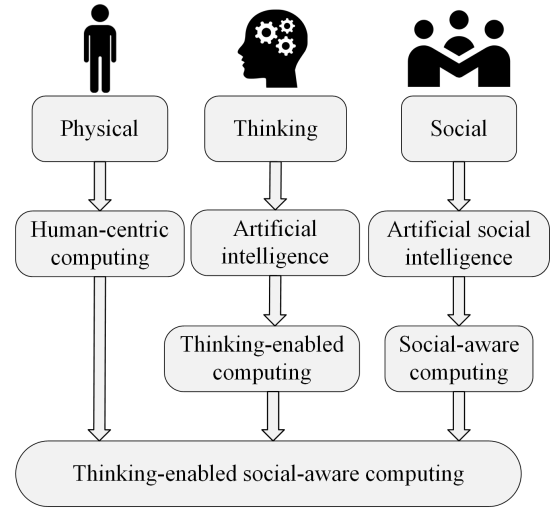 Physical
Thinking
Social
Human-centric
computing
Artificial
intelligence
Artificial social
intelligence
Thinking-enabled
computing
Social-aware
computing
Thinking-enabled social-aware computing